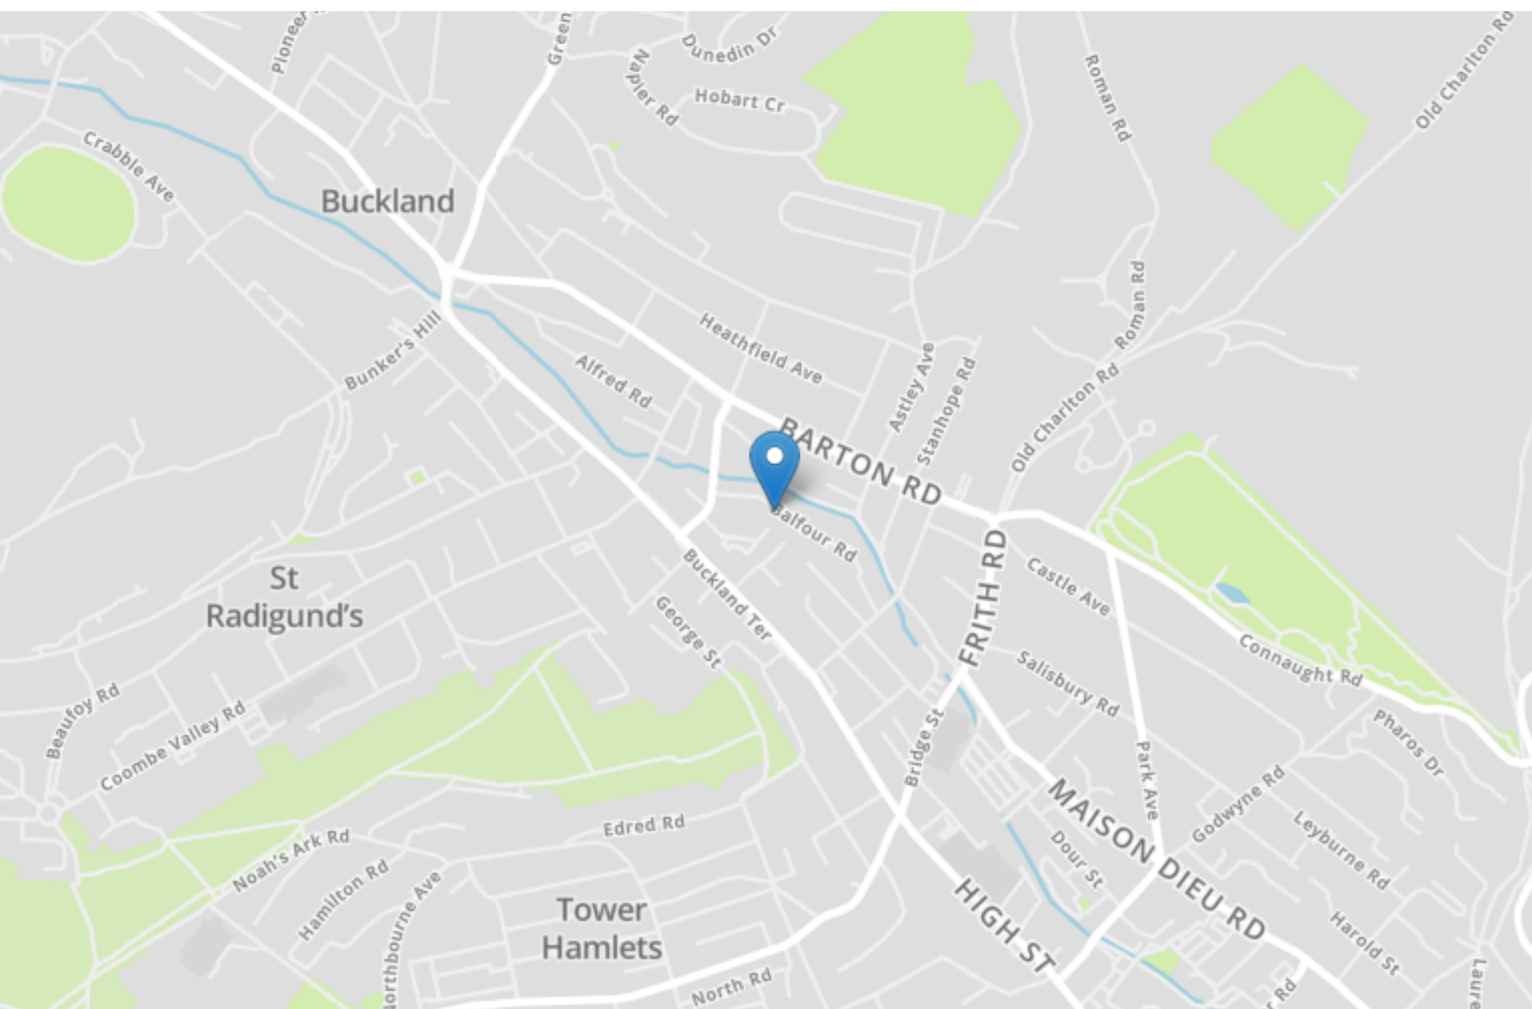 Pioneer
Green
Dunedin Dr
Napier Rd
Hobart Cr
Roman Rd
Old Charlton Rd
Crabble Ave
Buckland
Roman Rd
Bunker's Hill
Heathfield Ave
Alfred Rd
Astley Ave
Stanhope Rd
Old Charlton Rd
BARTON RD
Balfour Rd
FRITH RD
Castle Ave
St
Radigund's
Buckland Ter
George St
Salisbury Rd
Connaught Rd
Beaufoy Rd
Coombe Valley Rd
Bridge St
Pharos Dr
Park Ave
Godwyne Rd
MAISON DIEU RD
Leyburne Rd
Edred Rd
Noah's Ark Rd
Dour St
Hamilton Rd
orthbourne Ave
Tower
Hamlets
HIGH ST
Harold St
North Rd
Laure
r Rd